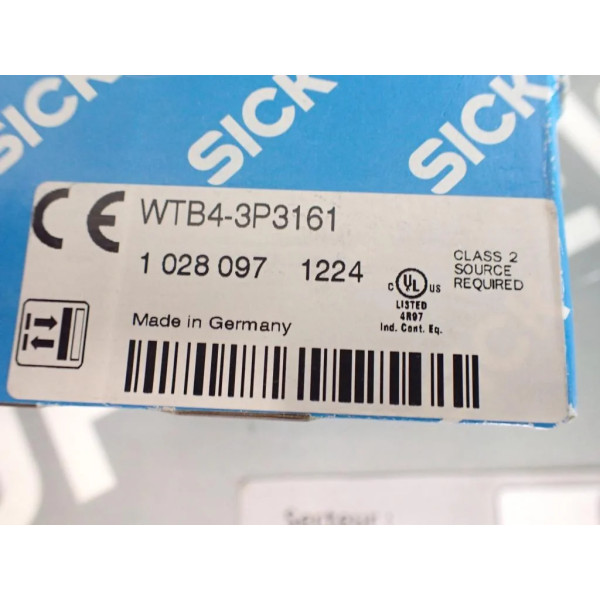 SICK
SICK
SICK
SICK
WTB4-3P3161
1 028 097 1224
C UL US
LISTED
4R97
Ind. Cont. Eq.
CLASS 2
SOURCE
REQUIRED
CE
Made in Germany